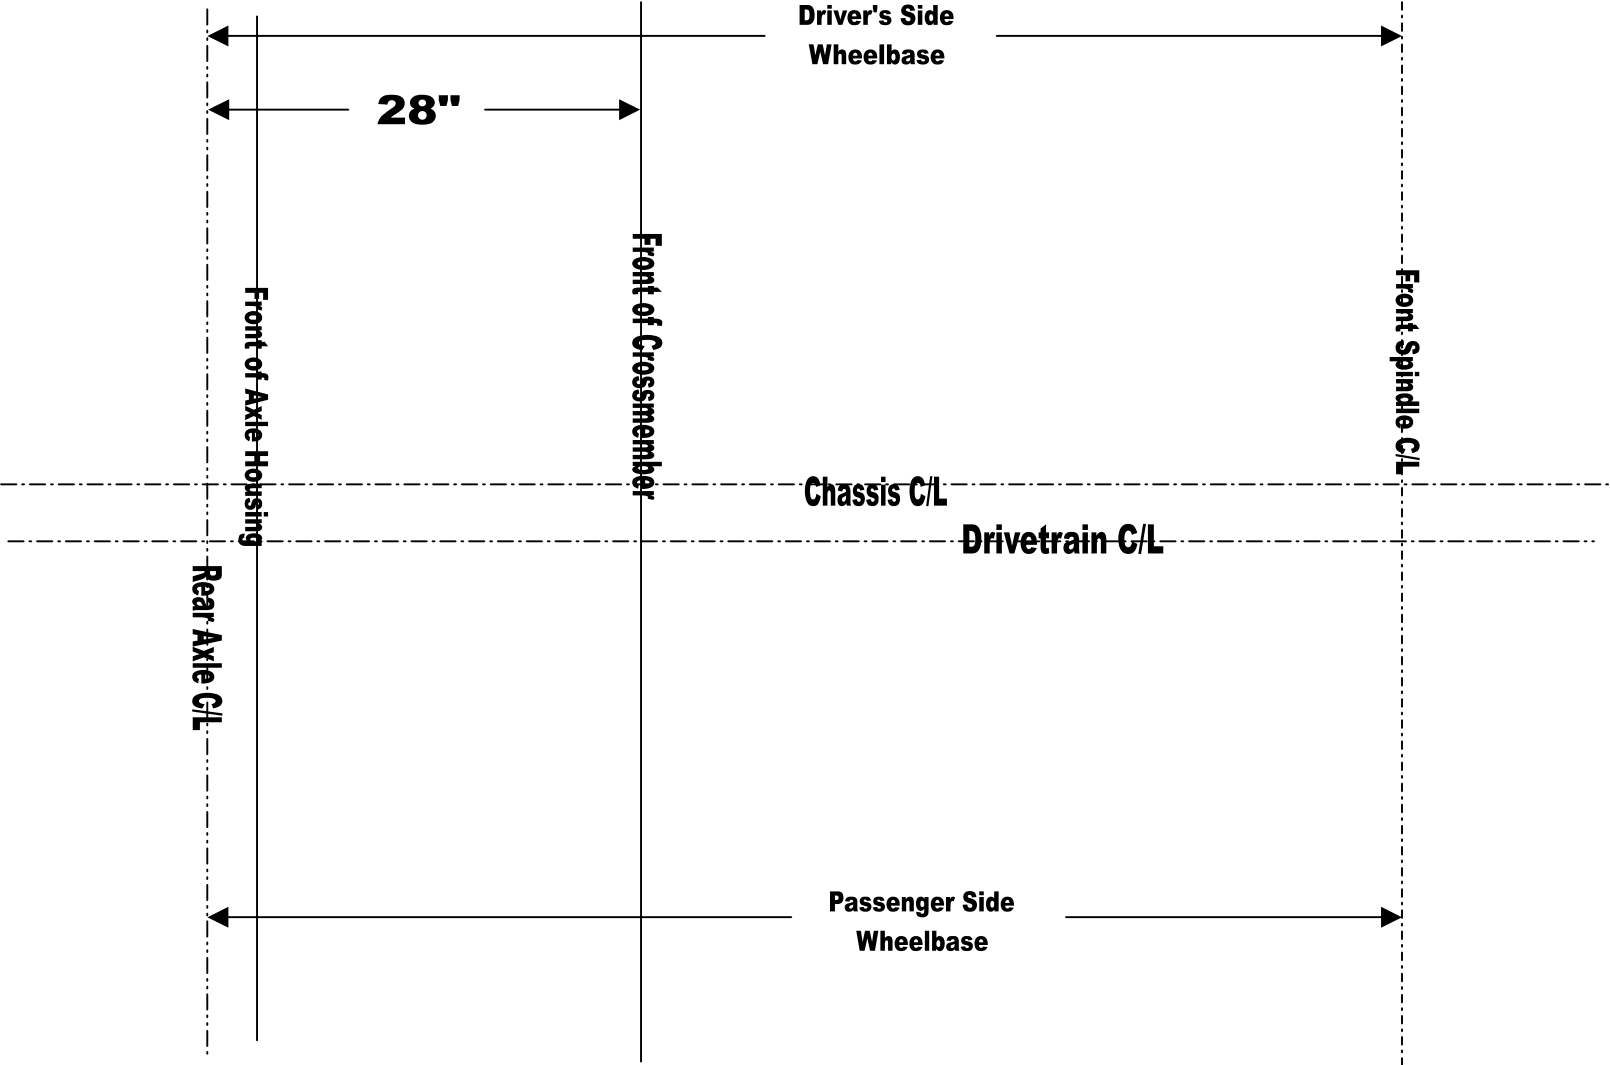 Driver's Side
Wheelbase
28"
Front of Crossmember
Front Spindle C/L
Front of Axle Housing
Chassis C/L
Drivetrain C/L
Rear Axle C/L
Passenger Side
Wheelbase